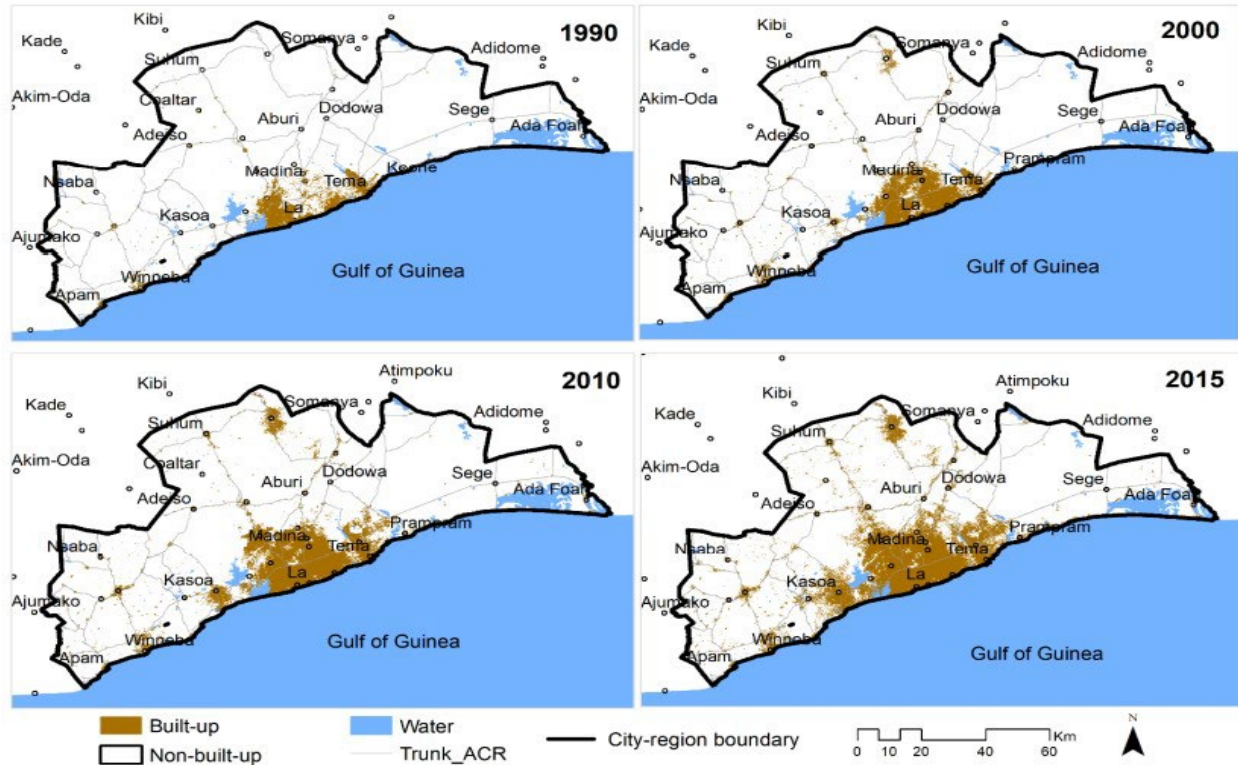 Kibi
1990
Kade
Somanya
Adidome
Suhum
Akim-Oda
Coaltar
Dodowa
Sege
Aburi
Adeiso
Ada Foah
Nsaba
Madina
Tema
Keone
Kasoa
La
Ajumako
Winneba
Gulf of Guinea
Apam
Kibi
2000
Kade
Somanya
Adidome
Suhum
Akim-Oda
Dodowa
Sege
Aburi
Adeiso
Ada Foah
Prampram
Nsaba
Medina
Tema
Kasoa
La
Ajumako
Winneba
Gulf of Guinea
Apam
Atimpoku
2010
Kibi
Kade
Somanya
Adidome
Suhum
Akim-Oda
Coaltar
Dodowa
Sege
Aburi
Adeiso
Ada Foah
Prampram
Nsaba
Madina
Tema
Kasoa
La
Ajumako
Winneba
Gulf of Guinea
Apam
Atimpoku
2015
Kibi
Kade
Somanya
Adidome
Suhum
Akim-Oda
Dodowa
Sege
Aburi
Adeiso
Ada Foah
Prampram
Nsaba
Madina
Tema
Kasoa
La
Ajumako
Winneba
Gulf of Guinea
Apam
Built-up
Water
City-region boundary
Non-built-up
Trunk_ACR
0 10 20 40 60
Km
N